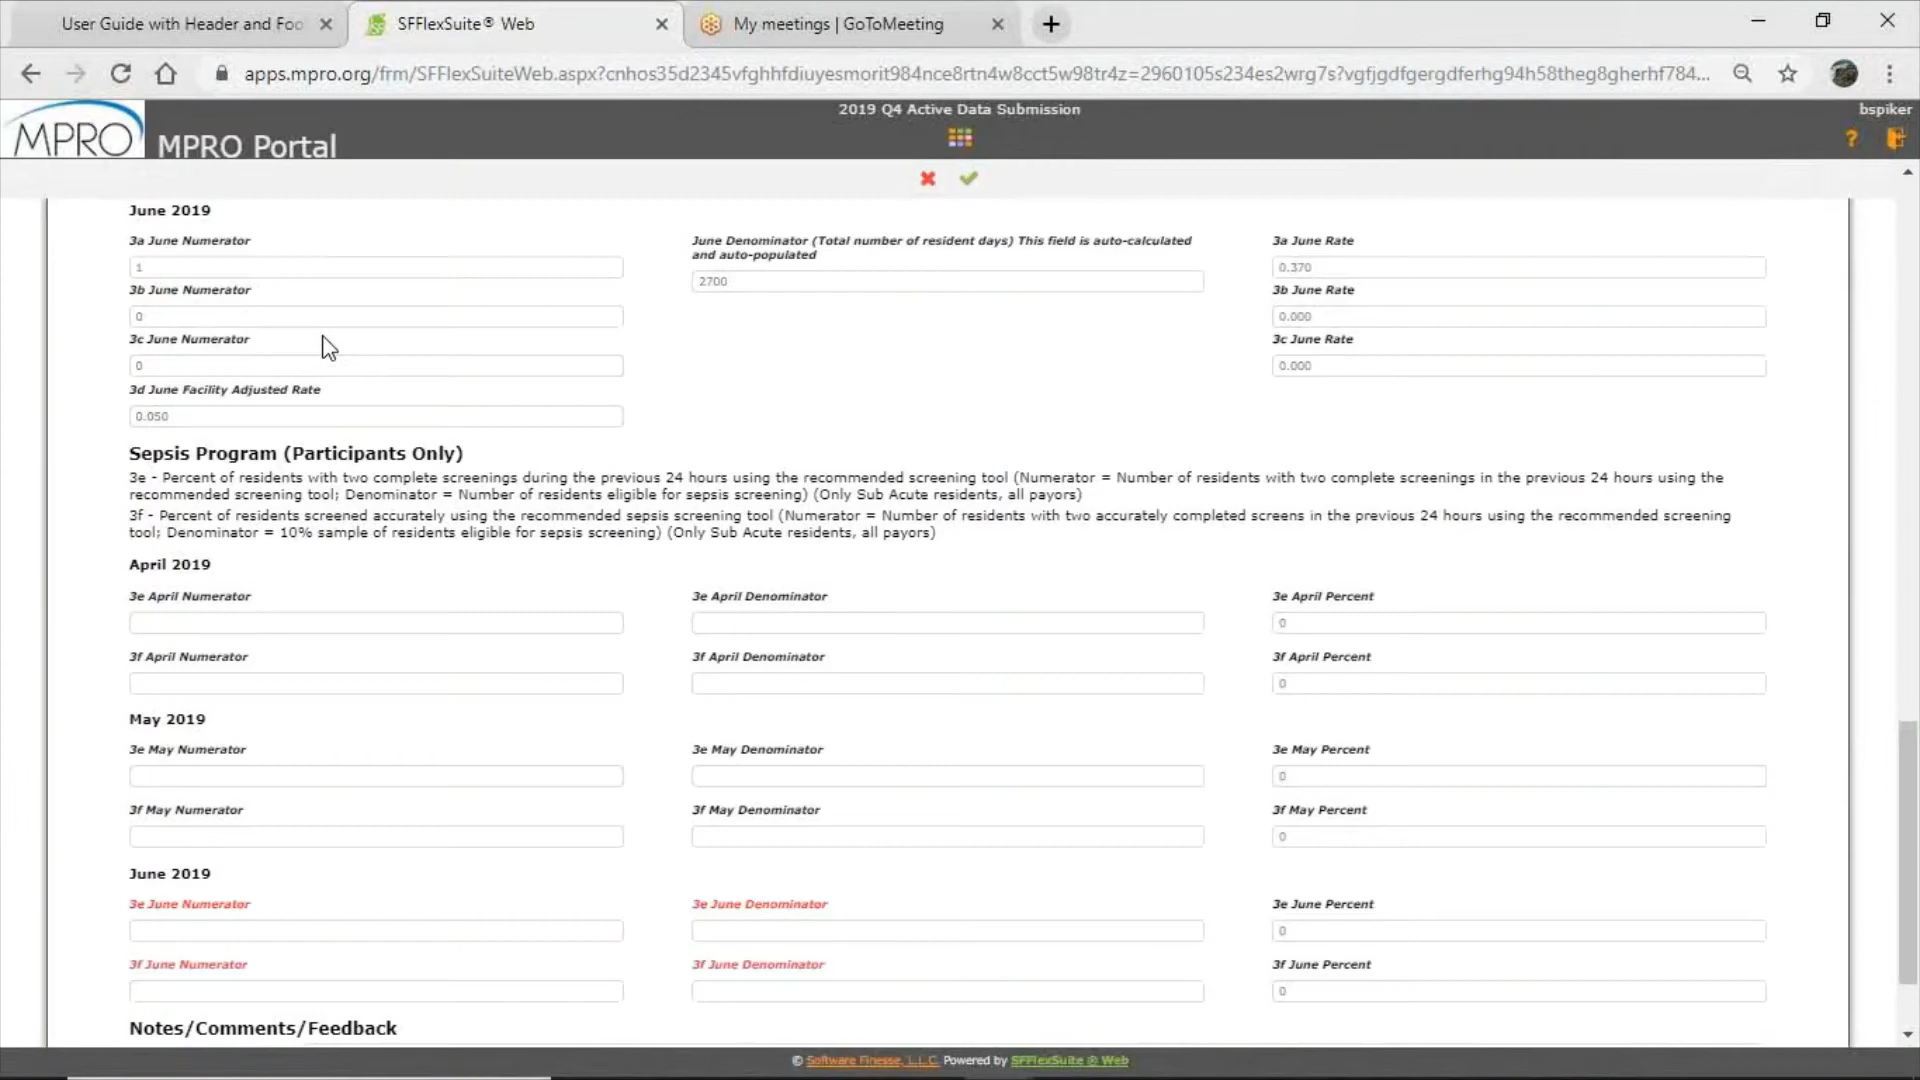 User Guide with Header and Foo
SFFlexSuite® Web
My meetings | GoToMeeting
apps.mpro.org/frm/SFFlexSuiteWeb.aspx?cnhos35d2345vfghhfdiuyesmorit984nce8rtn4w8cct5w98tr4z=2960105s234es2wrg7s?vgfjgdfgergdferhg94h58theg8gherhf784...
2019 Q4 Active Data Submission
bspiker
MPRO
MPRO Portal
?
June 2019
3a June Numerator
June Denominator (Total number of resident days) This field is auto-calculated
and auto-populated
3a June Rate
1
2700
0.370
3b June Numerator
3b June Rate
0
0.000
3c June Numerator
3c June Rate
0
0.000
3d June Facility Adjusted Rate
0.050
Sepsis Program (Participants Only)
3e - Percent of residents with two complete screenings during the previous 24 hours using the recommended screening tool (Numerator = Number of residents with two complete screenings in the previous 24 hours using the
recommended screening tool; Denominator = Number of residents eligible for sepsis screening) (Only Sub Acute residents, all payors)
3f - Percent of residents screened accurately using the recommended sepsis screening tool (Numerator = Number of residents with two accurately completed screens in the previous 24 hours using the recommended screening
tool; Denominator = 10% sample of residents eligible for sepsis screening) (Only Sub Acute residents, all payors)
April 2019
3e April Numerator
3e April Denominator
3e April Percent
0
3f April Numerator
3f April Denominator
3f April Percent
0
May 2019
3e May Numerator
3e May Denominator
3e May Percent
0
3f May Numerator
3f May Denominator
3f May Percent
0
June 2019
3e June Numerator
3e June Denominator
3e June Percent
0
3f June Numerator
3f June Denominator
3f June Percent
0
Notes/Comments/Feedback
© Software Finesse, L.L.C. Powered by SFFlexSuite ® Web